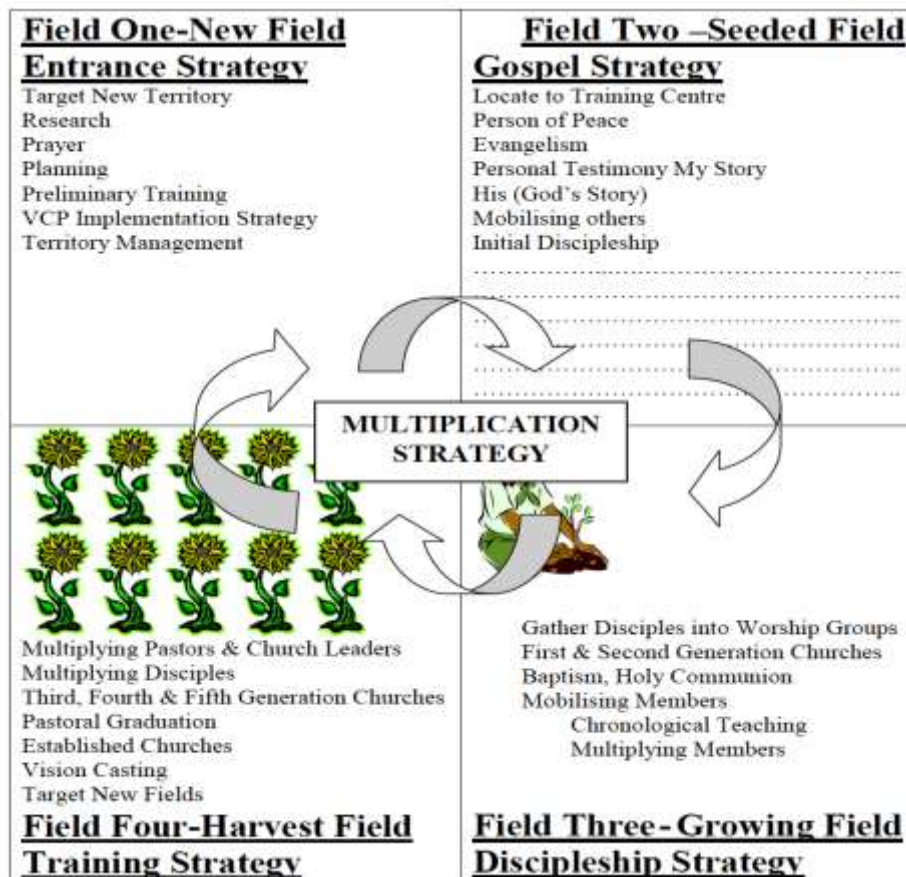 Field One-New Field
Entrance Strategy
Target New Territory
Research
Prayer
Planning
Preliminary Training
VCP Implementation Strategy
Territory Management
Field Two –Seeded Field
Gospel Strategy
Locate to Training Centre
Person of Peace
Evangelism
Personal Testimony My Story
His (God's Story)
Mobilising others
Initial Discipleship
MULTIPLICATION
STRATEGY
Gather Disciples into Worship Groups
First & Second Generation Churches
Baptism, Holy Communion
Mobilising Members
Chronological Teaching
Multiplying Members
Field Three-Growing Field
Discipleship Strategy
Multiplying Pastors & Church Leaders
Multiplying Disciples
Third, Fourth & Fifth Generation Churches
Pastoral Graduation
Established Churches
Vision Casting
Target New Fields
Field Four-Harvest Field
Training Strategy